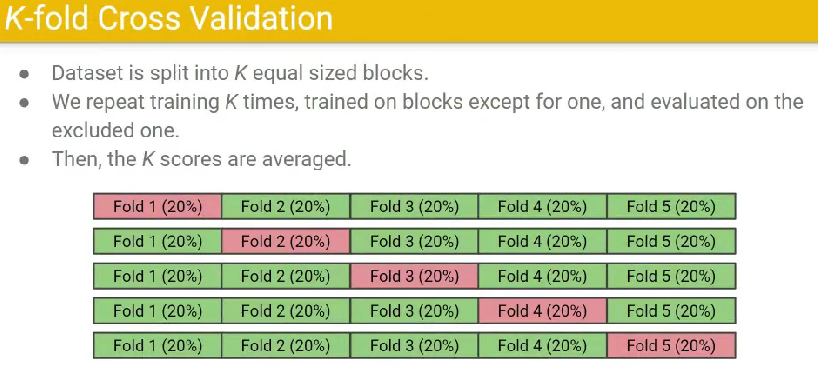 K-fold Cross Validation
● Dataset is split into K equal sized blocks.
● We repeat training K times, trained on blocks except for one, and evaluated on the
excluded one.
● Then, the K scores are averaged.
Fold 1 (20%) Fold 2 (20%) Fold 3 (20%) Fold 4 (20%) Fold 5 (20%)
Fold 1 (20%) Fold 2 (20%) Fold 3 (20%) Fold 4 (20%) Fold 5 (20%)
Fold 1 (20%) Fold 2 (20%) Fold 3 (20%) Fold 4 (20%) Fold 5 (20%)
Fold 1 (20%) Fold 2 (20%) Fold 3 (20%) Fold 4 (20%) Fold 5 (20%)
Fold 1 (20%) Fold 2 (20%) Fold 3 (20%) Fold 4 (20%) Fold 5 (20%)